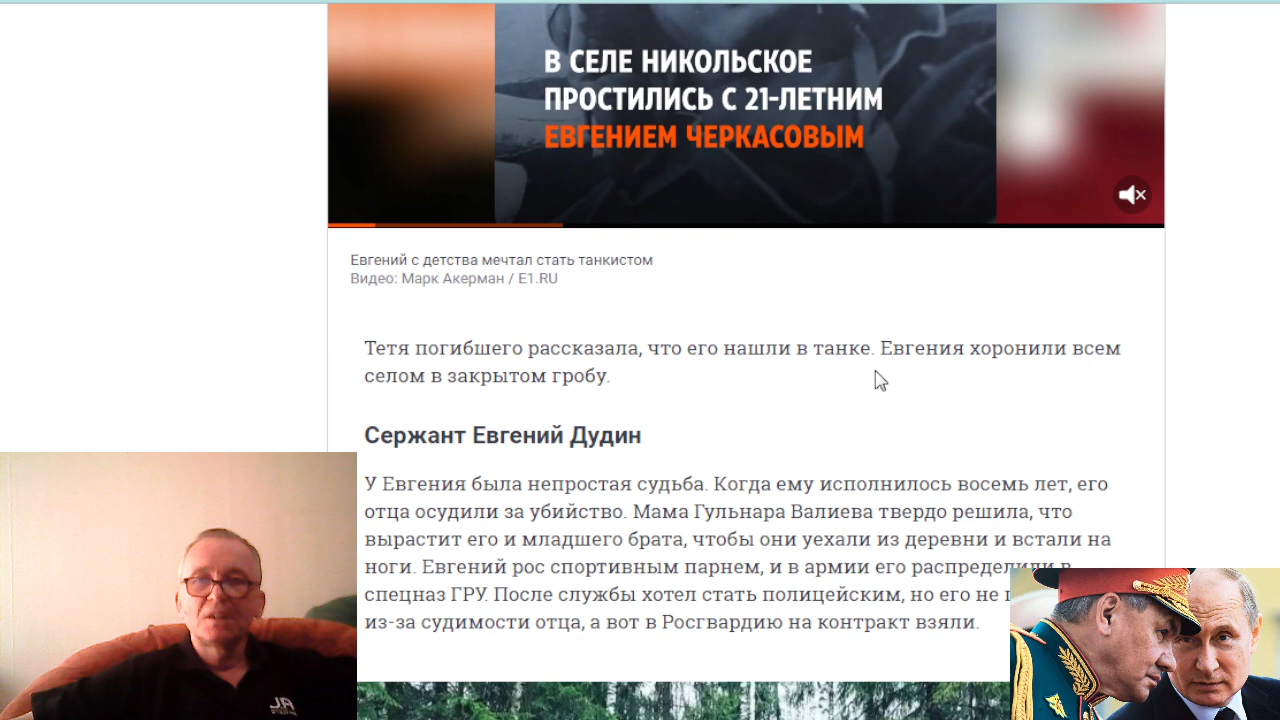 В СЕЛЕ НИКОЛЬСКОЕ
ПРОСТИЛИСЬ С 21-ЛЕТНИМ
ЕВГЕНИЕМ ЧЕРКАСОВЫМ
Евгений с детства мечтал стать танкистом
Видео: Марк Акерман / E1.RU
Тетя погибшего рассказала, что его нашли в танке. Евгения хоронили всем
селом в закрытом гробу.
Сержант Евгений Дудин
У Евгения была непростая судьба. Когда ему исполнилось восемь лет, его
отца осудили за убийство. Мама Гульнара Валиева твердо решила, что
вырастит его и младшего брата, чтобы они уехали из деревни и встали на
ноги. Евгений рос спортивным парнем, и в армии его распределили в
спецназ ГРУ. После службы хотел стать полицейским, но его не
из-за судимости отца, а вот в Росгвардию на контракт взяли.